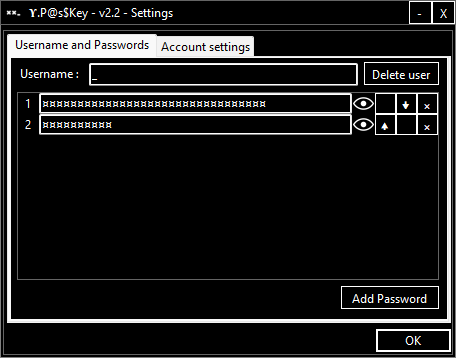 ϒ.P@s$Key - v2.2 - Settings - X
Username and Passwords Account settings
Username : _ Delete user
1 ¤¤¤¤¤¤¤¤¤¤¤¤¤¤¤¤¤¤¤¤¤¤¤¤¤¤¤¤¤¤¤¤ ×
2 ¤¤¤¤¤¤¤¤¤¤ ×
Add Password
OK